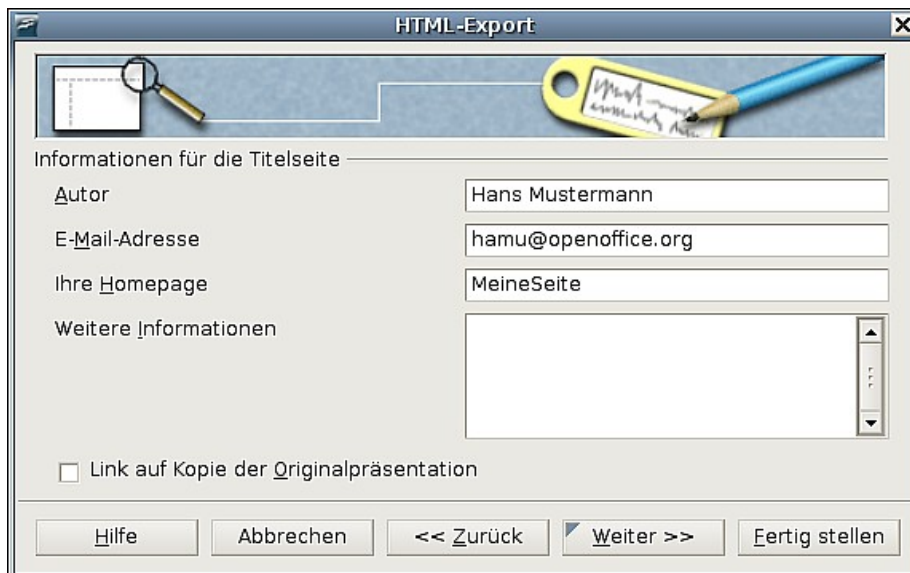 HTML-Export
Informationen für die Titelseite
Autor Hans Mustermann
E-Mail-Adresse hamu@openoffice.org
Ihre Homepage MeineSeite
Weitere Informationen
Link auf Kopie der Originalpräsentation
Hilfe Abbrechen << Zurück Weiter >> Fertig stellen